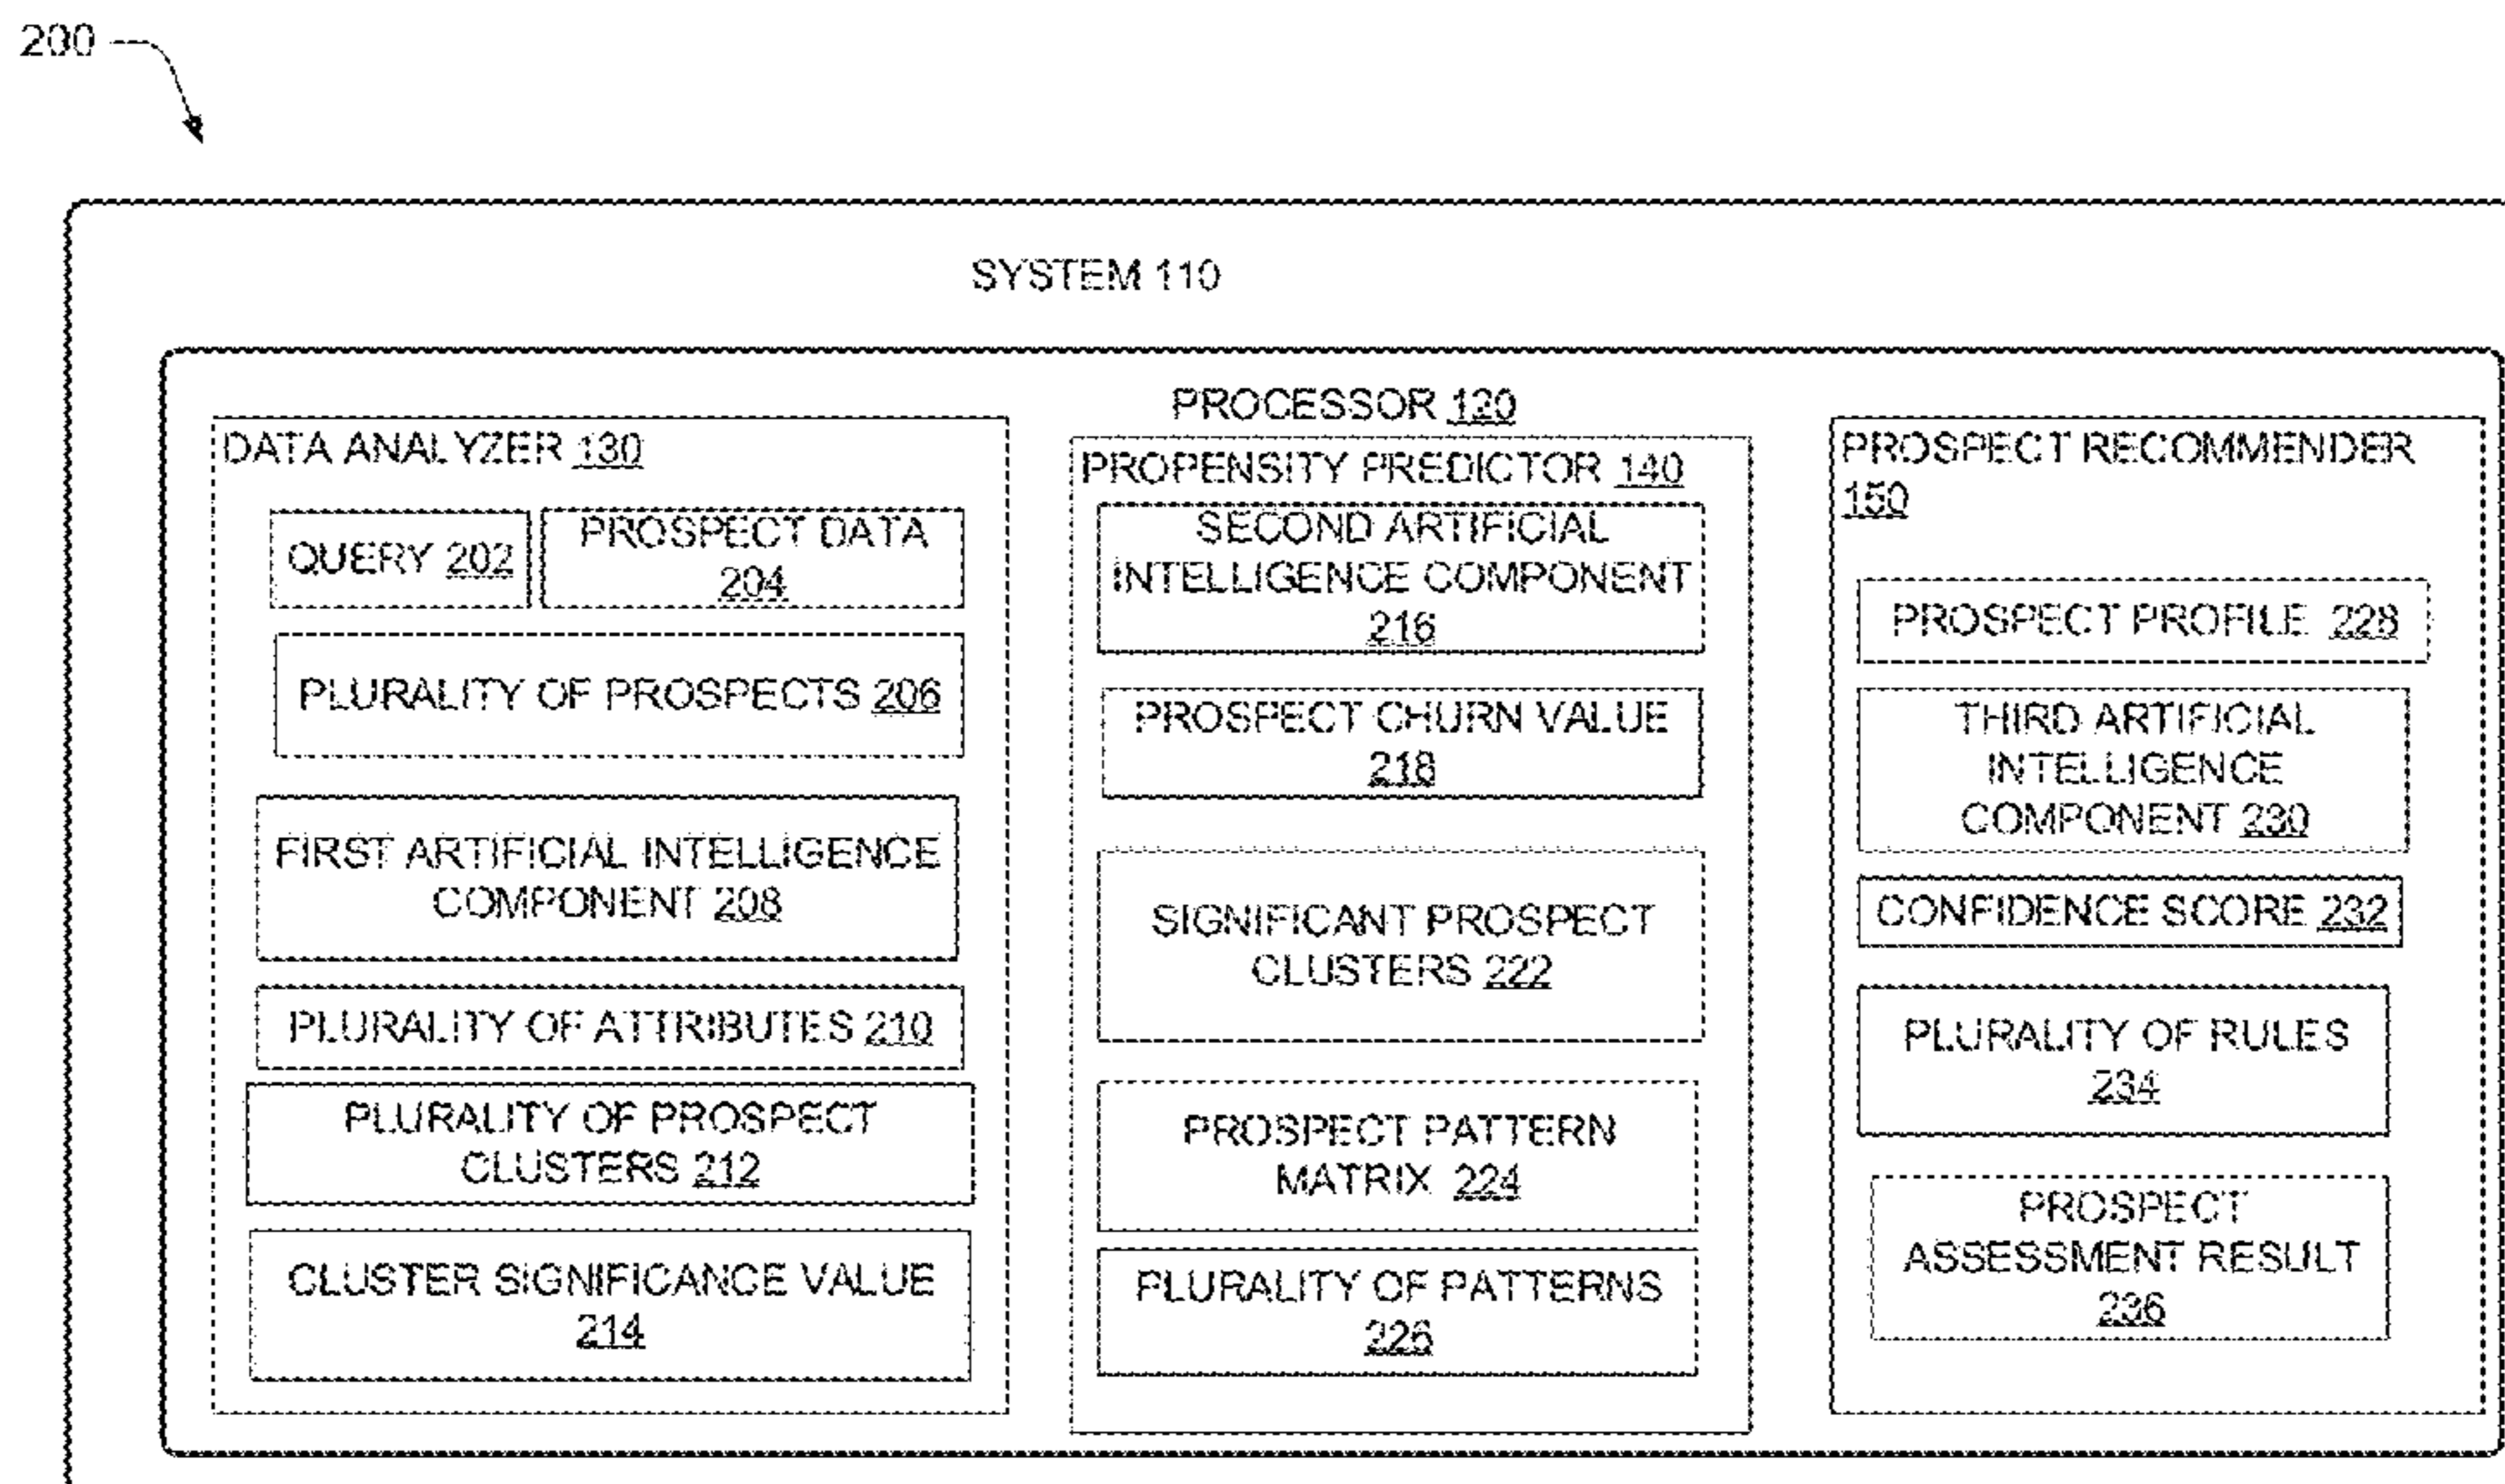 200
SYSTEM 110
PROCESSOR 120
DATA ANALYZER 130
QUERY 202
PROSPECT DATA
204
PLURALITY OF PROSPECTS 206
FIRST ARTIFICIAL INTELLIGENCE
COMPONENT 208
PLURALITY OF ATTRIBUTES 210
PLURALITY OF PROSPECT
CLUSTERS 212
CLUSTER SIGNIFICANCE VALUE
214
PROPENSITY PREDICTOR 140
SECOND ARTIFICIAL
INTELLIGENCE COMPONENT
216
PROSPECT CHURN VALUE
218
SIGNIFICANT PROSPECT
CLUSTERS 222
PROSPECT PATTERN
MATRIX 224
PLURALITY OF PATTERNS
226
PROSPECT RECOMMENDER
150
PROSPECT PROFILE 228
THIRD ARTIFICIAL
INTELLIGENCE
COMPONENT 230
CONFIDENCE SCORE 232
PLURALITY OF RULES
234
PROSPECT
ASSESSMENT RESULT
236